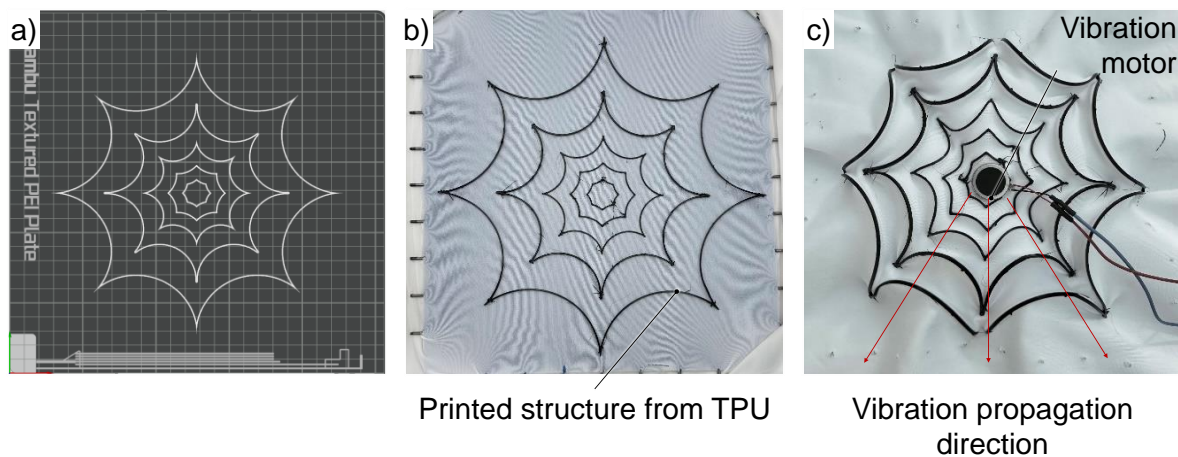 a)
ambu Textured PEI Plate
b)
Printed structure from TPU
c)
Vibration
motor
Vibration propagation
direction